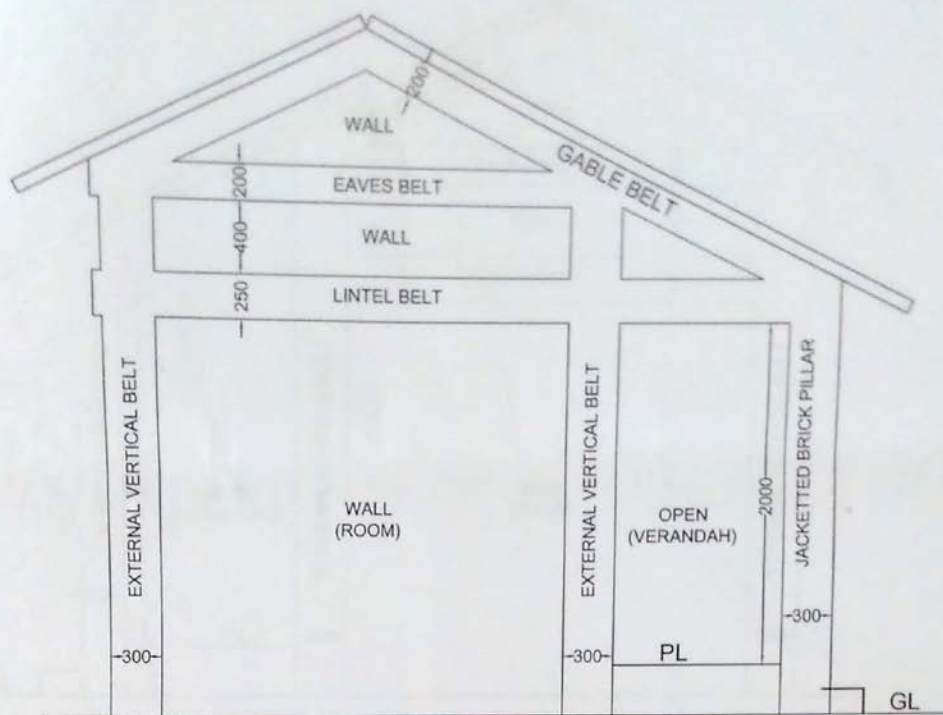 200
WALL
GABLE BELT
200
EAVES BELT
400
WALL
250
LINTEL BELT
EXTERNAL VERTICAL BELT
WALL
(ROOM)
EXTERNAL VERTICAL BELT
OPEN
(VERANDAH)
2000
JACKETTED BRICK PILLAR
300
300
300
PL
GL